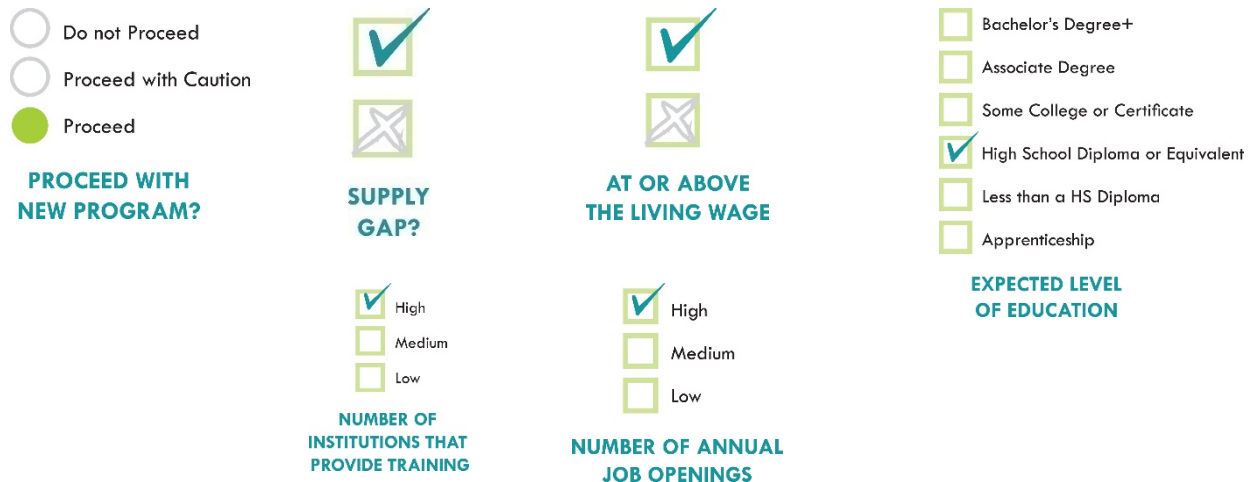 Do not Proceed
Proceed with Caution
Proceed
PROCEED WITH
NEW PROGRAM?
SUPPLY
GAP?
AT OR ABOVE
THE LIVING WAGE
Bachelor's Degree+
Associate Degree
Some College or Certificate
High School Diploma or Equivalent
Less than a HS Diploma
Apprenticeship
EXPECTED LEVEL
OF EDUCATION
High
Medium
Low
NUMBER OF
INSTITUTIONS THAT
PROVIDE TRAINING
High
Medium
Low
NUMBER OF ANNUAL
JOB OPENINGS